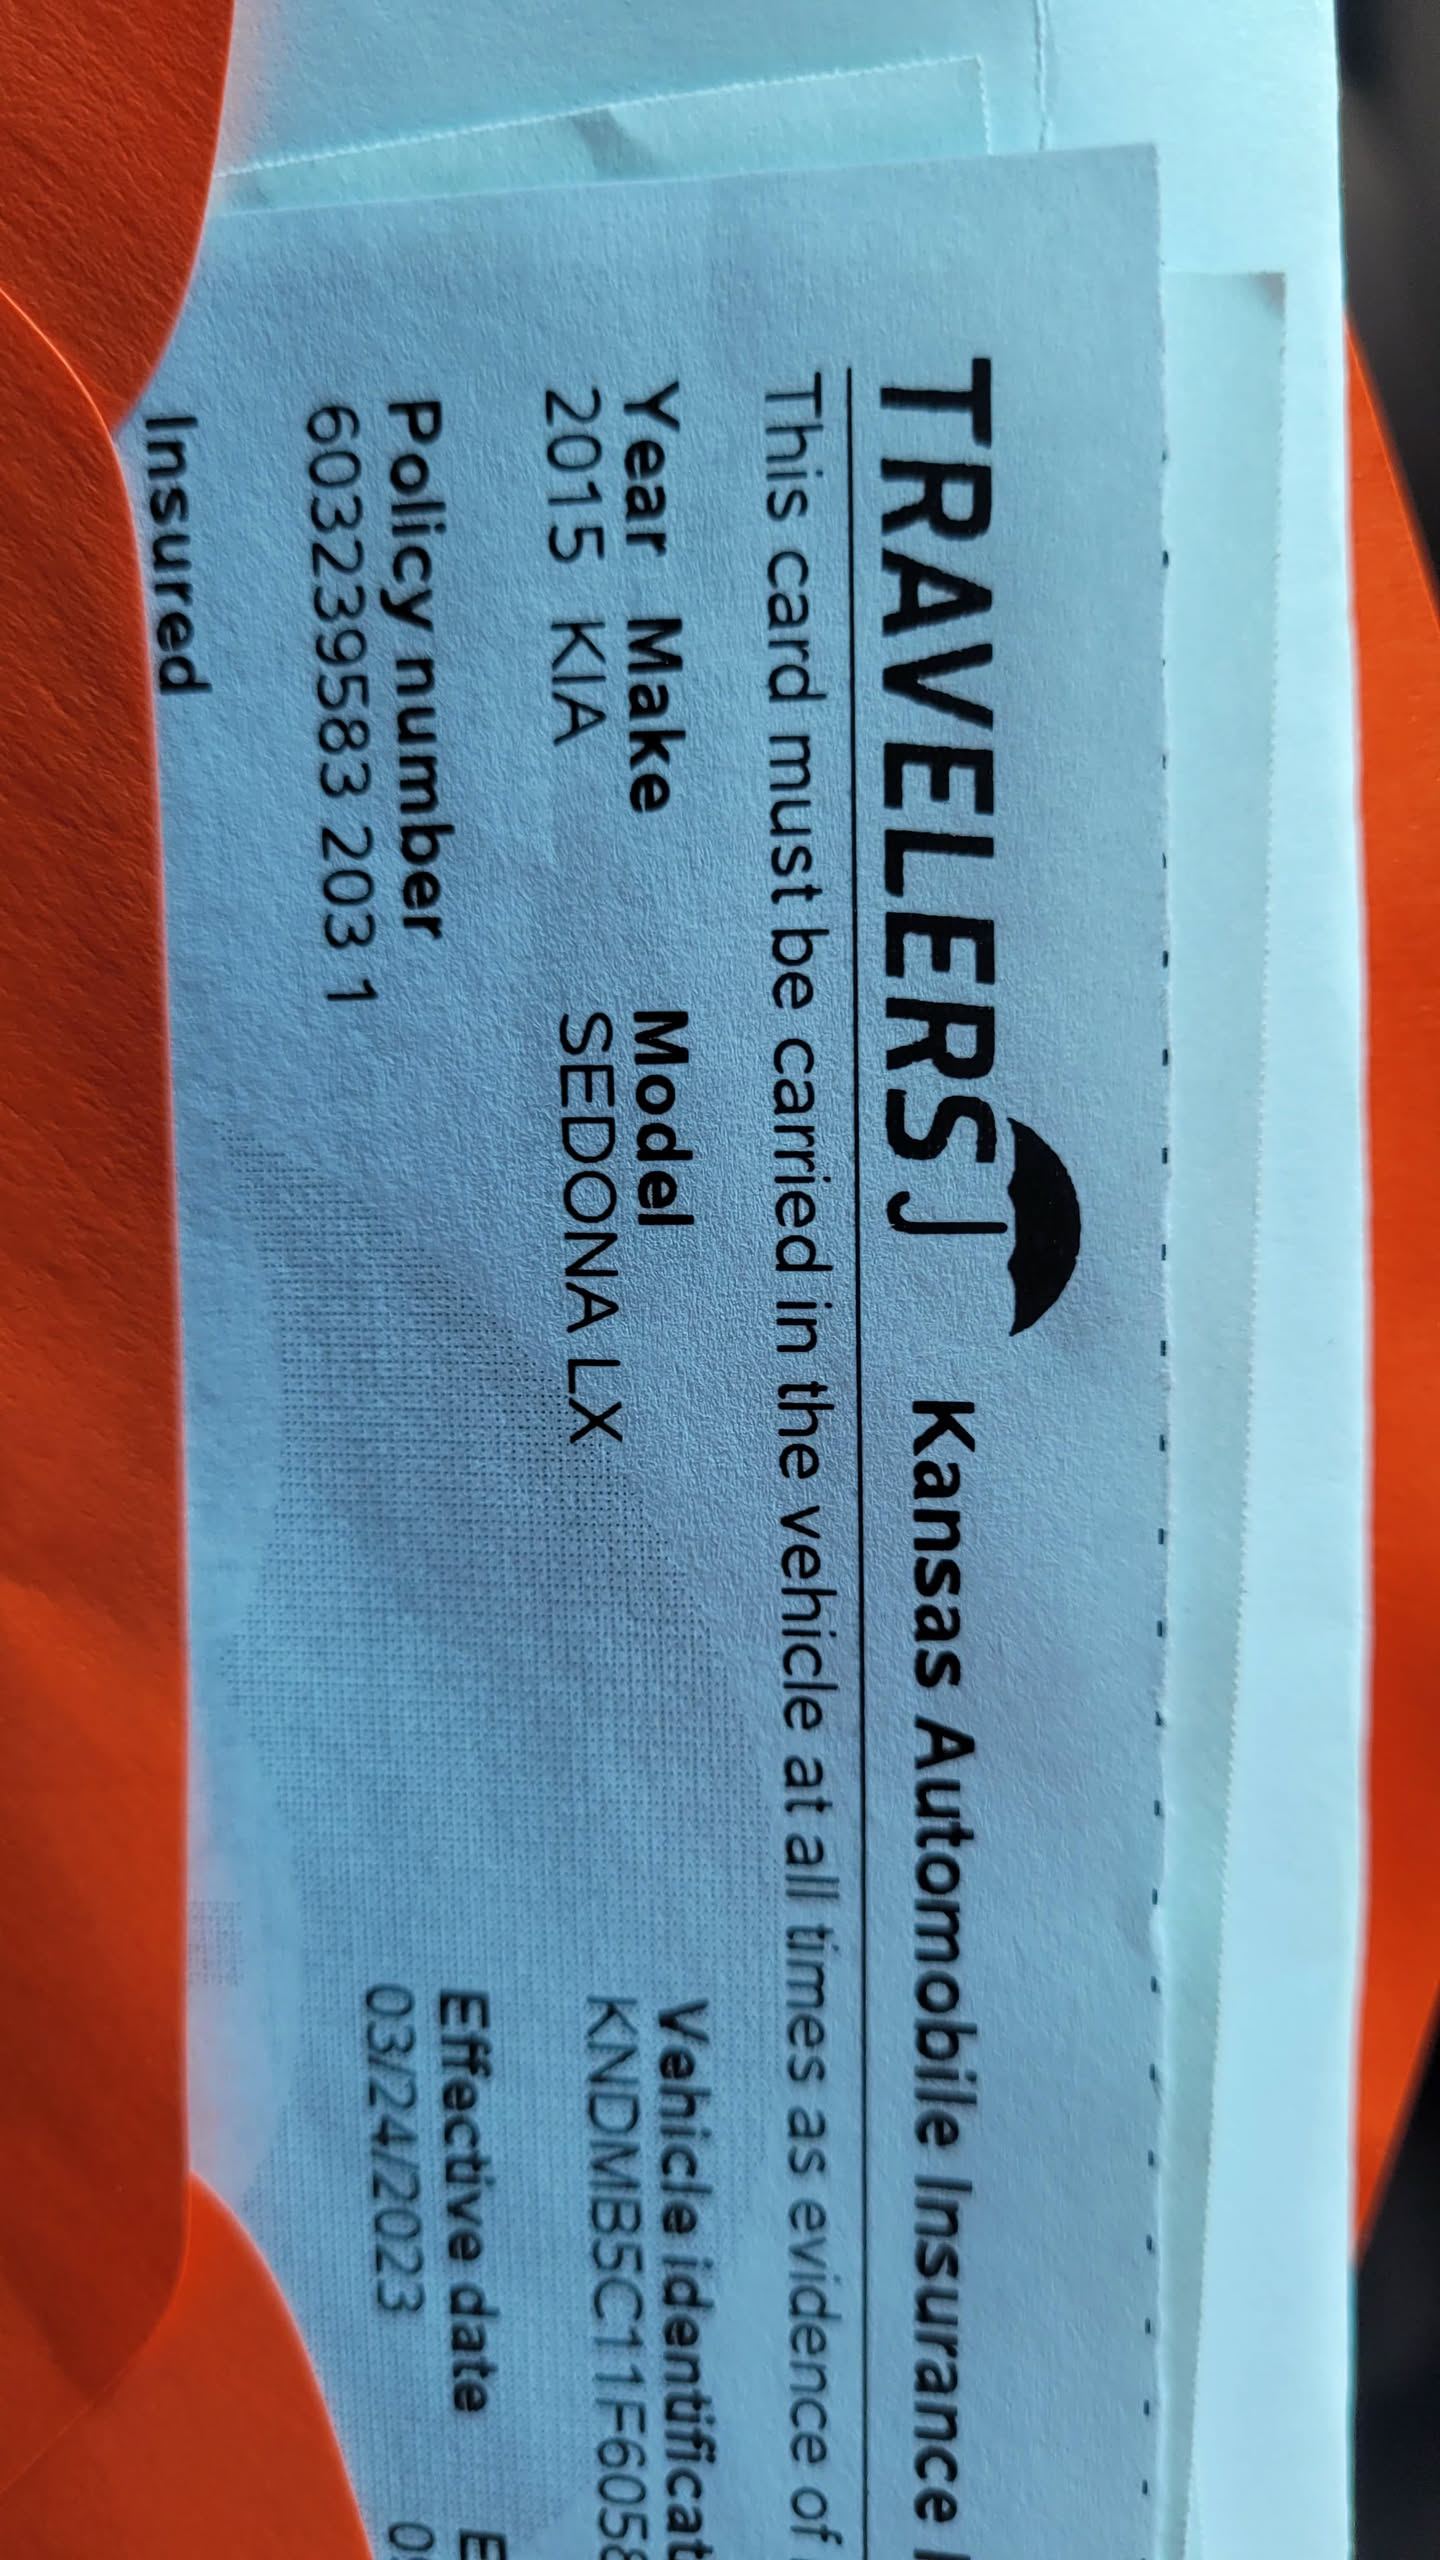 TRAVELERS Kansas Automobile Insurance
This card must be carried in the vehicle at all times as evidence of
Year Make Model Vehicle identificat
2015 KIA SEDONA LX KNDMB5C11F6058
Policy number Effective date E
6032339583 203 1 03/24/2023 0
Insured